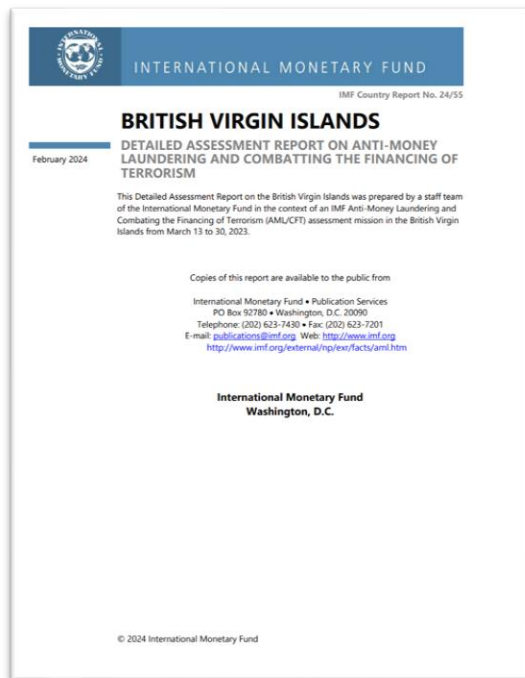 INTERNATIONAL MONETARY FUND
INTERNATIONAL MONETARY FUND
IMF Country Report No. 24/55
BRITISH VIRGIN ISLANDS
February 2024
DETAILED ASSESSMENT REPORT ON ANTI-MONEY
LAUNDERING AND COMBATTING THE FINANCING OF
TERRORISM
This Detailed Assessment Report on the British Virgin Islands was prepared by a staff team
of the International Monetary Fund in the context of an IMF Anti-Money Laundering and
Combating the Financing of Terrorism (AML/CFT) assessment mission in the British Virgin
Islands from March 13 to 30, 2023.
Copies of this report are available to the public from
International Monetary Fund • Publication Services
PO Box 92780 • Washington, D.C. 20090
Telephone: (202) 623-7430 • Fax: (202) 623-7201
E-mail: publications@imf.org Web: http://www.imf.org
http://www.imf.org/external/np/exr/facts/aml.htm
International Monetary Fund
Washington, D.C.
© 2024 International Monetary Fund